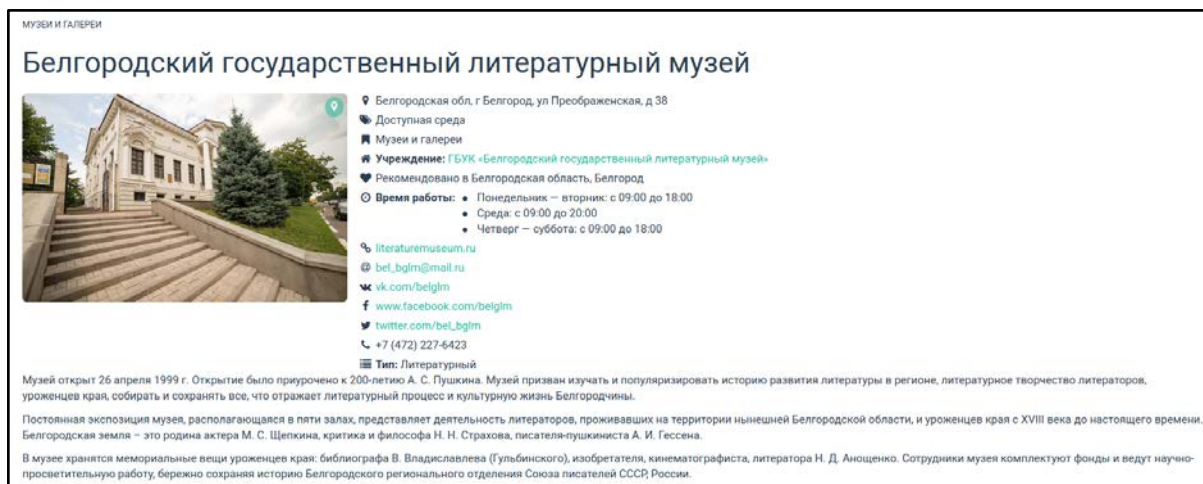 МУЗЕИ И ГАЛЕРЕИ
Белгородский государственный литературный музей
Белгородская обл, г Белгород, ул Преображенская, д 38
Доступная среда
Музеи и галереи
Учреждение: ГБУК «Белгородский государственный литературный музей»
Рекомендовано в Белгородская область, Белгород
Время работы: • Понедельник — вторник: с 09:00 до 18:00
• Среда: с 09:00 до 20:00
• Четверг — суббота: с 09:00 до 18:00
literaturemuseum.ru
bel_bglm@mail.ru
vk.com/belglm
www.facebook.com/belglm
twitter.com/bel_bglm
+7 (472) 227-6423
Тип: Литературный
Музей открыт 26 апреля 1999 г. Открытие было приурочено к 200-летию А. С. Пушкина. Музей призван изучать и популяризировать историю развития литературы в регионе, литературное творчество литераторов,
уроженцев края, собирать и сохранять все, что отражает литературный процесс и культурную жизнь Белгородчины.
Постоянная экспозиция музея, располагающаяся в пяти залах, представляет деятельность литераторов, проживавших на территории нынешней Белгородской области, и уроженцев края с XVIII века до настоящего времени.
Белгородская земля – это родина актера М. С. Щепкина, критика и философа Н. Н. Страхова, писателя-пушкиниста А. И. Гессена.
В музее хранятся мемориальные вещи уроженцев края: библиографа В. Владиславлева (Гульбинского), изобретателя, кинематографиста, литератора Н. Д. Анощенко. Сотрудники музея комплектуют фонды и ведут научно-
просветительную работу, бережно сохраняя историю Белгородского регионального отделения Союза писателей СССР, России.